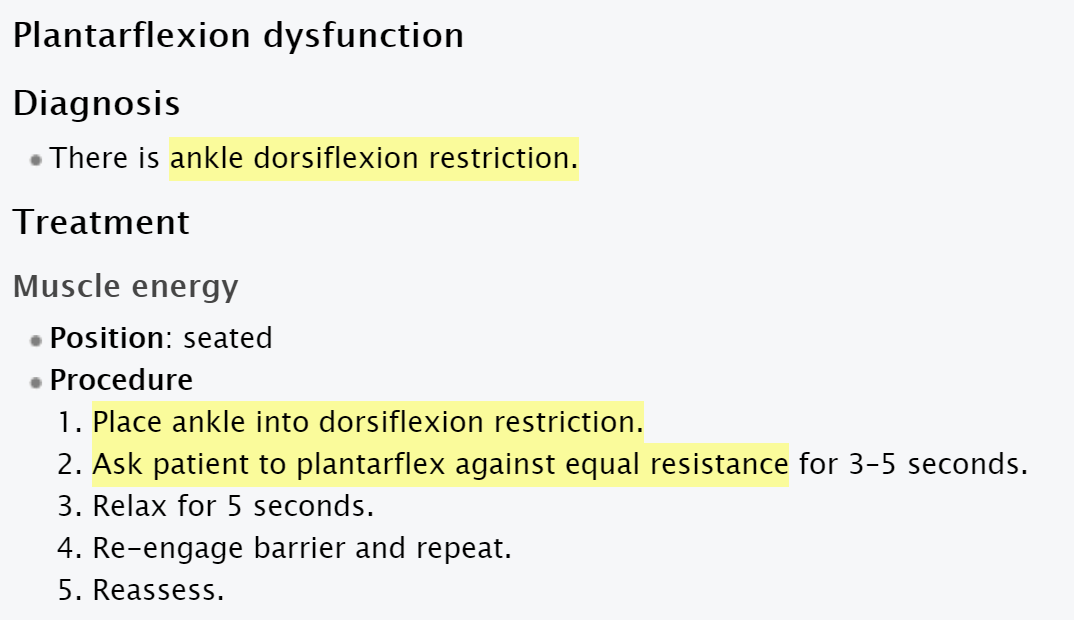 Plantarflexion dysfunction
Diagnosis
• There is ankle dorsiflexion restriction.
Treatment
Muscle energy
• Position: seated
• Procedure
1. Place ankle into dorsiflexion restriction.
2. Ask patient to plantarflex against equal resistance for 3-5 seconds.
3. Relax for 5 seconds.
4. Re-engage barrier and repeat.
5. Reassess.